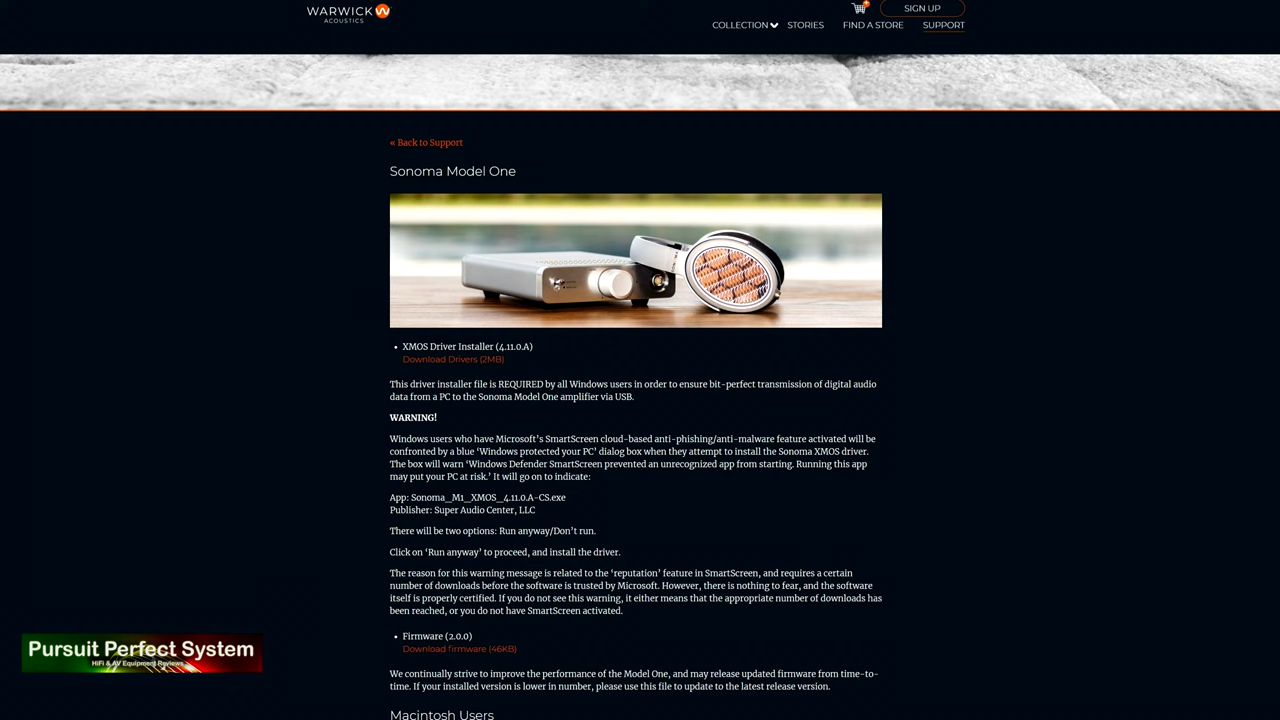 WARWICK
ACOUSTICS
SIGN UP
COLLECTION STORIES FIND A STORE SUPPORT
« Back to Support
Sonoma Model One
• XMOS Driver Installer (4.11.0.A)
Download Drivers (2MB)
This driver installer file is REQUIRED by all Windows users in order to ensure bit-perfect transmission of digital audio
data from a PC to the Sonoma Model One amplifier via USB.
WARNING!
Windows users who have Microsoft’s SmartScreen cloud-based anti-phishing/anti-malware feature activated will be
confronted by a blue ‘Windows protected your PC’ dialog box when they attempt to install the Sonoma XMOS driver.
The box will warn ‘Windows Defender SmartScreen prevented an unrecognized app from starting. Running this app
may put your PC at risk.’ It will go on to indicate:
App: Sonoma_M1_XMOS_4.11.0.A-CS.exe
Publisher: Super Audio Center, LLC
There will be two options: Run anyway/Don’t run.
Click on ‘Run anyway’ to proceed, and install the driver.
The reason for this warning message is related to the ‘reputation’ feature in SmartScreen, and requires a certain
number of downloads before the software is trusted by Microsoft. However, there is nothing to fear, and the software
itself is properly certified. If you do not see this warning, it either means that the appropriate number of downloads has
been reached, or you do not have SmartScreen activated.
• Firmware (2.0.0)
Download firmware (46KB)
Pursuit Perfect System
HiFi & AV Equipment Reviews
We continually strive to improve the performance of the Model One, and may release updated firmware from time-to-
time. If your installed version is lower in number, please use this file to update to the latest release version.
Macintosh Users